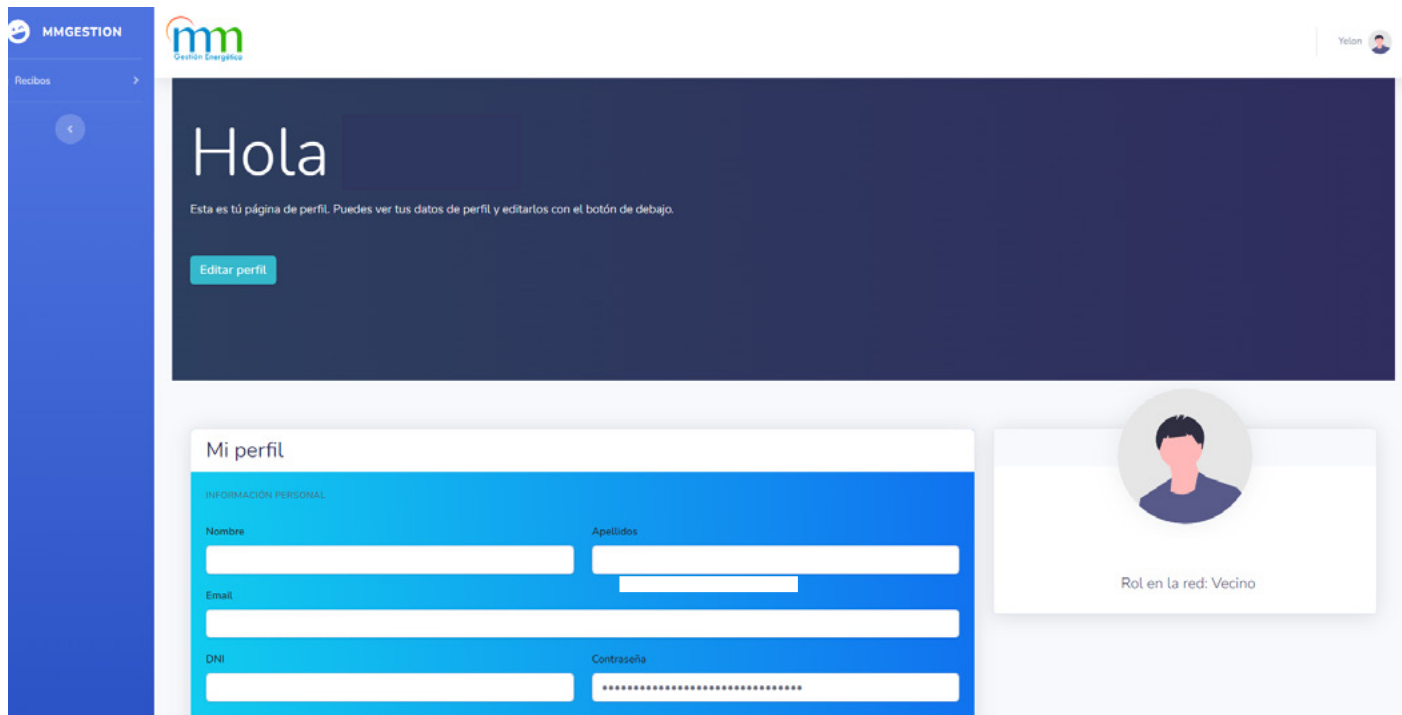 MMGESTION
mm
Gestión Energética
Yelon
Recibos
Hola
Esta es tú página de perfil. Puedes ver tus datos de perfil y editarlos con el botón de debajo.
Editar perfil
Mi perfil
INFORMACIÓN PERSONAL
Nombre
Apellidos
Email
Rol en la red: Vecino
DNI
Contraseña
••••••••••••••••••••••••••••••••